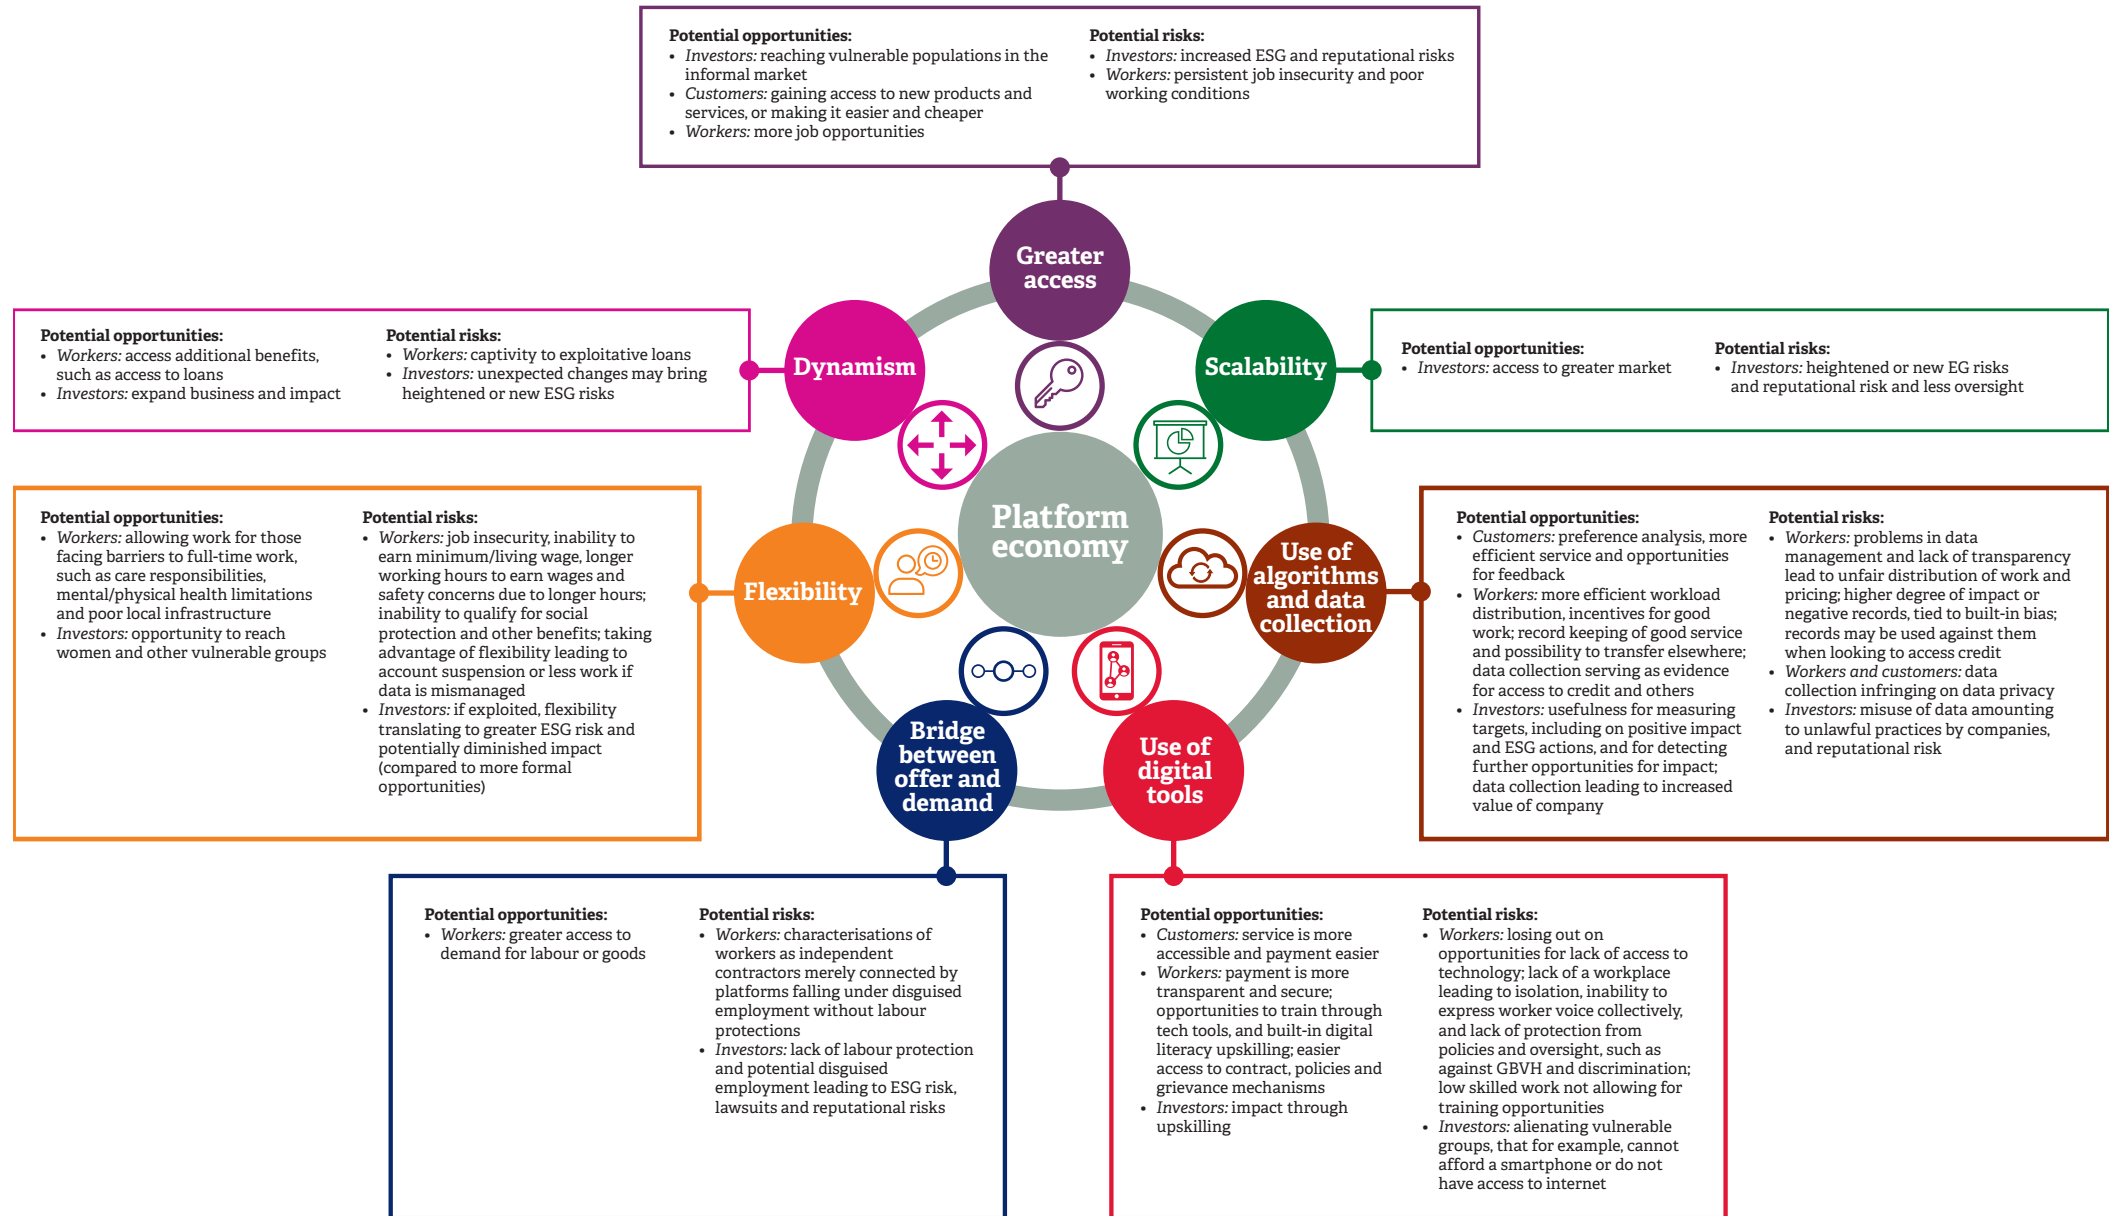 Potential opportunities:
• Investors: reaching vulnerable populations in the
informal market
• Customers: gaining access to new products and
services, or making it easier and cheaper
• Workers: more job opportunities
Potential risks:
• Investors: increased ESG and reputational risks
• Workers: persistent job insecurity and poor
working conditions
Greater
access
Dynamism
Potential opportunities:
• Workers: access additional benefits,
such as access to loans
• Investors: expand business and impact
Potential risks:
• Workers: captivity to exploitative loans
• Investors: unexpected changes may bring
heightened or new ESG risks
Scalability
Potential opportunities:
• Investors: access to greater market
Potential risks:
• Investors: heightened or new EG risks
and reputational risk and less oversight
Platform
economy
Flexibility
Potential opportunities:
• Workers: allowing work for those
facing barriers to full-time work,
such as care responsibilities,
mental/physical health limitations
and poor local infrastructure
• Investors: opportunity to reach
women and other vulnerable groups
Potential risks:
• Workers: job insecurity, inability to
earn minimum/living wage, longer
working hours to earn wages and
safety concerns due to longer hours;
inability to qualify for social
protection and other benefits; taking
advantage of flexibility leading to
account suspension or less work if
data is mismanaged
• Investors: if exploited, flexibility
translating to greater ESG risk and
potentially diminished impact
(compared to more formal
opportunities)
Use of
algorithms
and data
collection
Potential opportunities:
• Customers: preference analysis, more
efficient service and opportunities
for feedback
• Workers: more efficient workload
distribution, incentives for good
work; record keeping of good service
and possibility to transfer elsewhere;
data collection serving as evidence
for access to credit and others
• Investors: usefulness for measuring
targets, including on positive impact
and ESG actions, and for detecting
further opportunities for impact;
data collection leading to increased
value of company
Potential risks:
• Workers: problems in data
management and lack of transparency
lead to unfair distribution of work and
pricing; higher degree of impact or
negative records, tied to built-in bias;
records may be used against them
when looking to access credit
• Workers and customers: data
collection infringing on data privacy
• Investors: misuse of data amounting
to unlawful practices by companies,
and reputational risk
Bridge
between
offer and
demand
Potential opportunities:
• Workers: greater access to
demand for labour or goods
Potential risks:
• Workers: characterisations of
workers as independent
contractors merely connected by
platforms falling under disguised
employment without labour
protections
• Investors: lack of labour protection
and potential disguised
employment leading to ESG risk,
lawsuits and reputational risks
Use of
digital
tools
Potential opportunities:
• Customers: service is more
accessible and payment easier
• Workers: payment is more
transparent and secure;
opportunities to train through
tech tools, and built-in digital
literacy upskilling; easier
access to contract, policies and
grievance mechanisms
• Investors: impact through
upskilling
Potential risks:
• Workers: losing out on
opportunities for lack of access to
technology; lack of a workplace
leading to isolation, inability to
express worker voice collectively,
and lack of protection from
policies and oversight, such as
against GBVH and discrimination;
low skilled work not allowing for
training opportunities
• Investors: alienating vulnerable
groups, that for example, cannot
afford a smartphone or do not
have access to internet